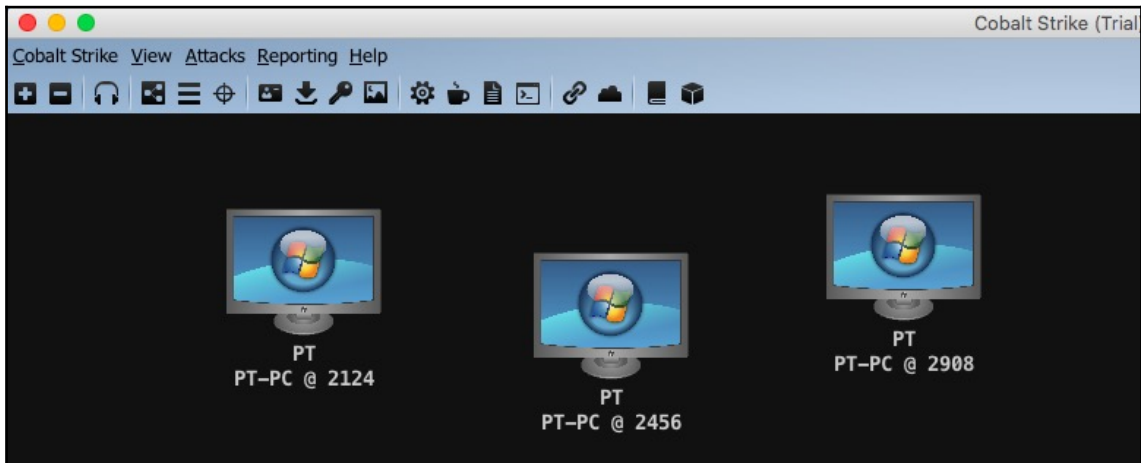 Cobalt Strike (Trial)
Cobalt Strike View Attacks Reporting Help
PT
PT-PC @ 2124
PT
PT-PC @ 2456
PT
PT-PC @ 2908